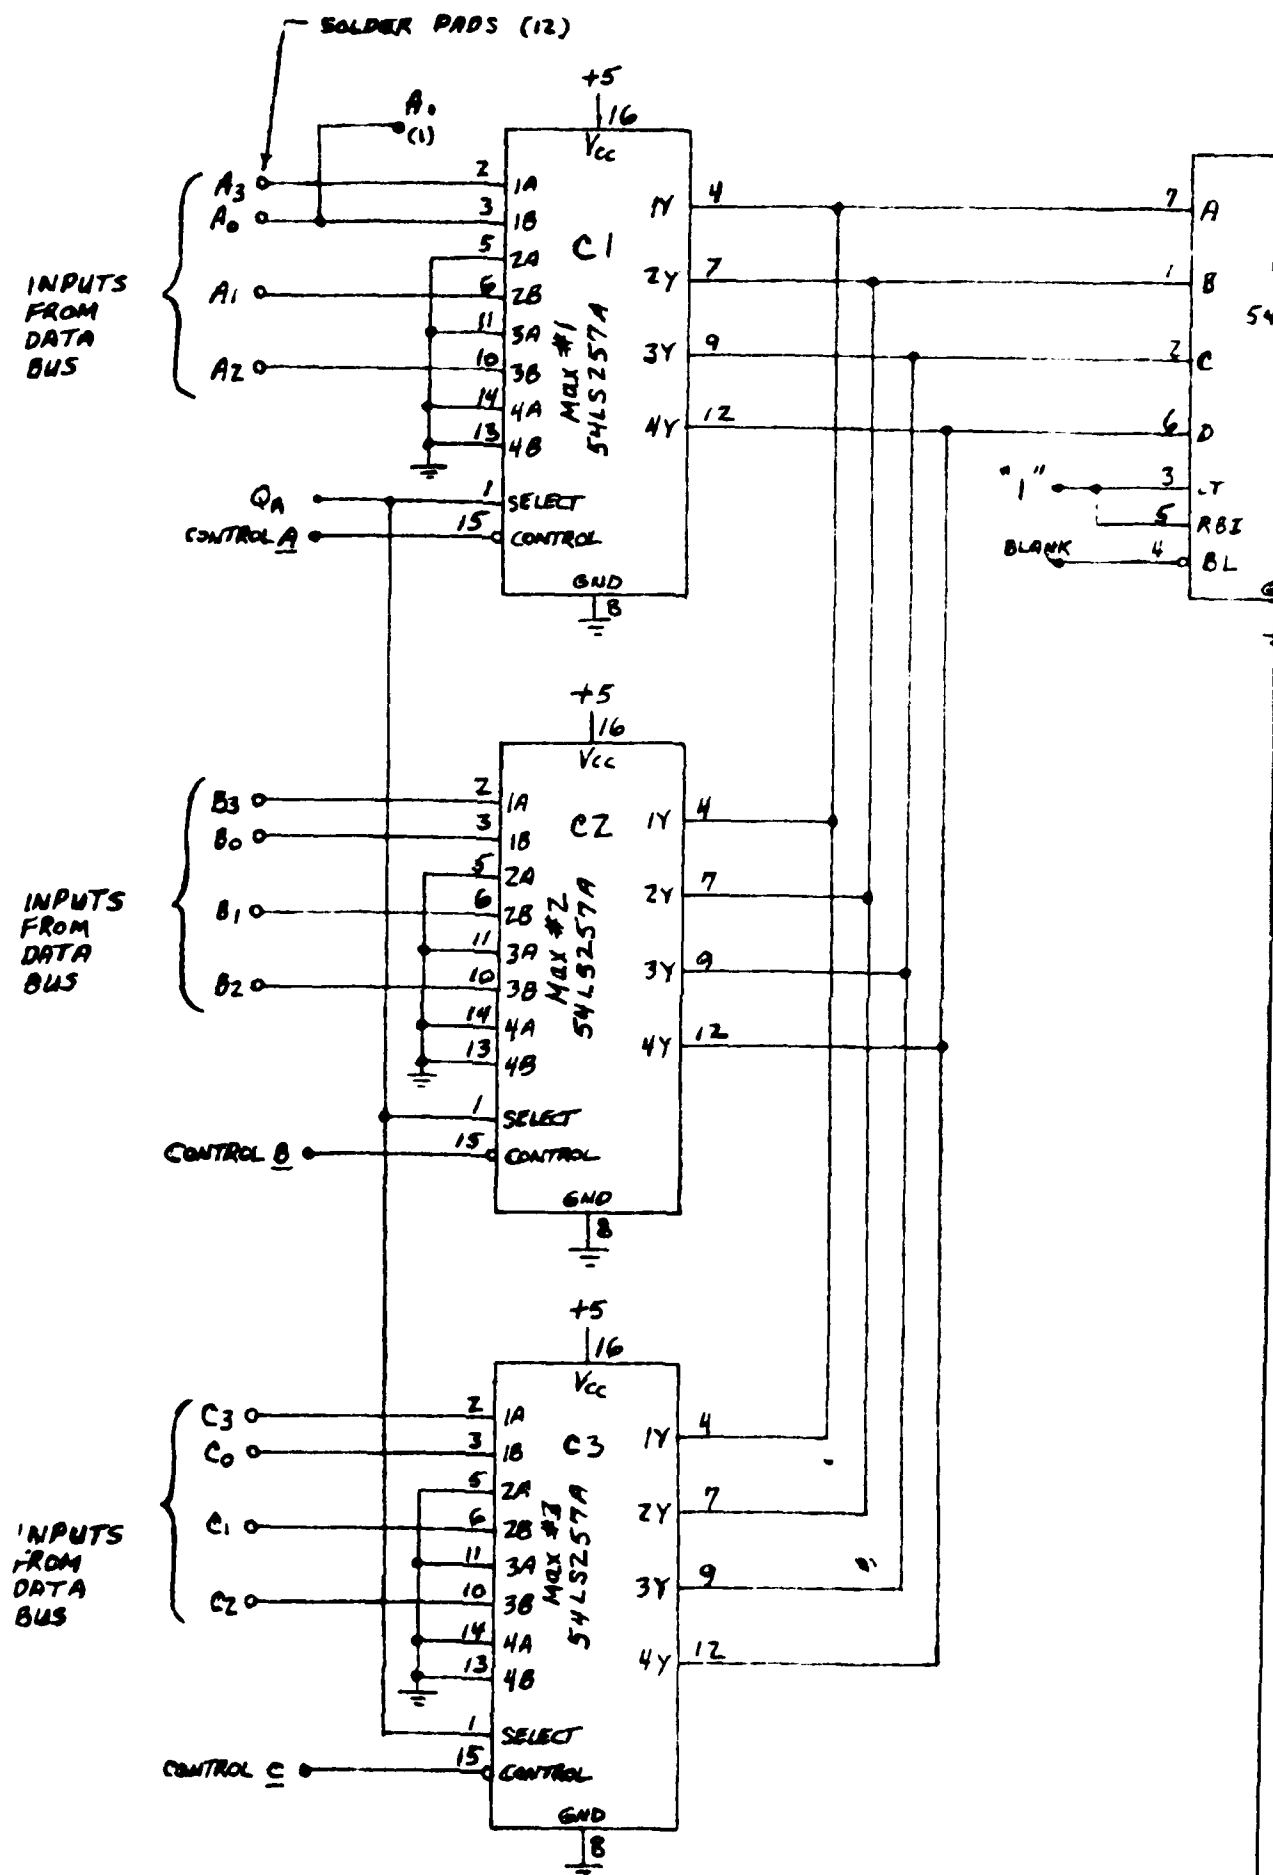 SOLDER PADS (12)
+5
16
Vcc
A0
(1)
A3
2
1A
A0
3
1B
5
2A
A1
6
2B
11
3A
A2
10
3B
14
4A
13
4B
INPUTS
FROM
DATA
BUS
QA
1
SELECT
CONTROL A
15
CONTROL
GND
8
C1
Mux #1
54LS257A
1Y
4
2Y
7
3Y
9
4Y
12
7
A
1
B
2
C
6
D
"1"
3
LT
5
RBI
BLANK
4
BL
54
+5
16
Vcc
B3
2
1A
B0
3
1B
5
2A
B1
6
2B
11
3A
B2
10
3B
14
4A
13
4B
INPUTS
FROM
DATA
BUS
1
SELECT
CONTROL B
15
CONTROL
GND
8
C2
Mux #2
54LS257A
1Y
4
2Y
7
3Y
9
4Y
12
+5
16
Vcc
C3
2
1A
C0
3
1B
5
2A
C1
6
2B
11
3A
C2
10
3B
14
4A
13
4B
INPUTS
FROM
DATA
BUS
1
SELECT
CONTROL C
15
CONTROL
GND
8
C3
Mux #3
54LS257A
1Y
4
2Y
7
3Y
9
4Y
12